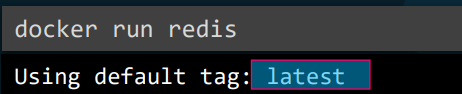 docker run redis
Using default tag: latest